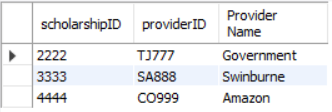 scholarshipID providerID Provider
Name
2222 TJ777 Government
3333 SA888 Swinburne
4444 CO999 Amazon